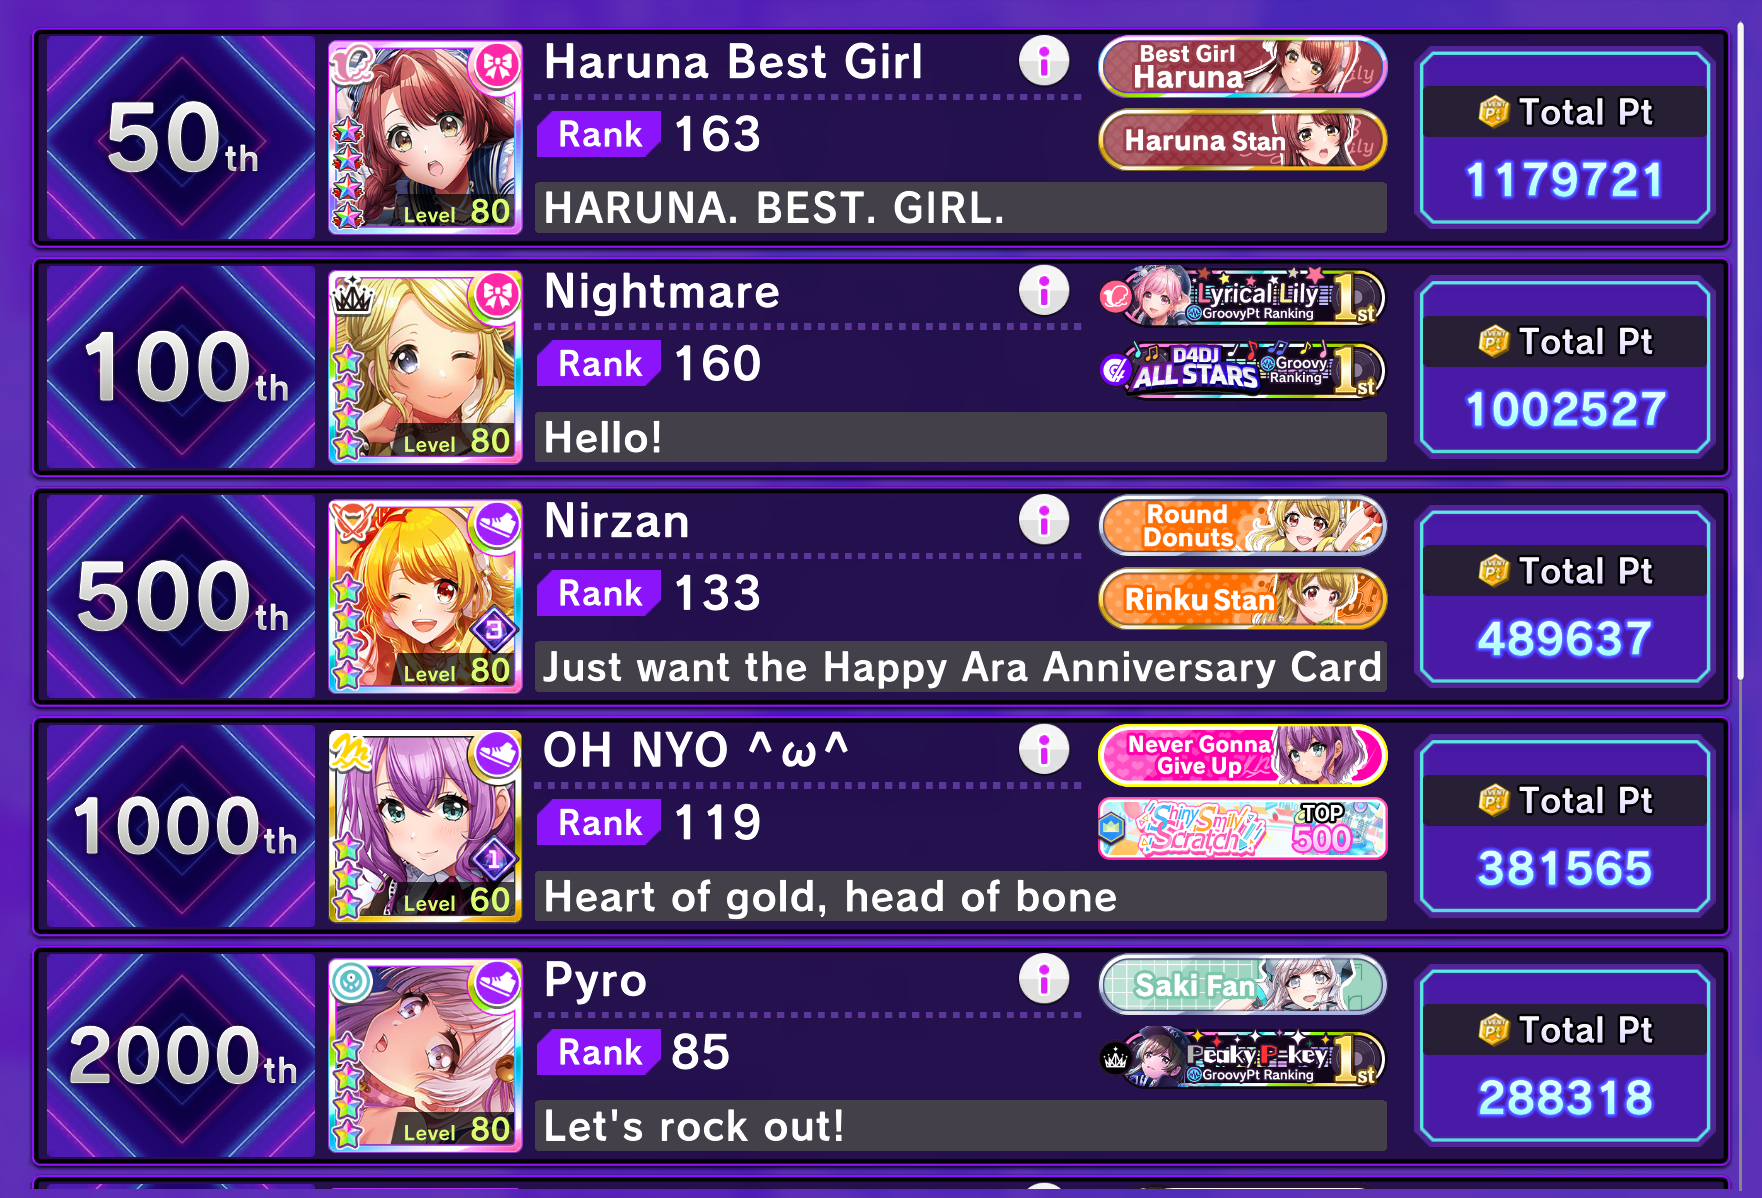 50th
Level 80
Haruna Best Girl
Rank 163
HARUNA. BEST. GIRL.
Best Girl
Haruna
Haruna Stan
Total Pt
1179721
100th
Level 80
Nightmare
Rank 160
Hello!
Lyrical Lily
GroovyPt Ranking
1st
D4DJ
ALL STARS
Groovy
Ranking
1st
Total Pt
1002527
500th
3
Level 80
Nirzan
Rank 133
Just want the Happy Ara Anniversary Card
Round
Donuts
Rinku Stan
Total Pt
489637
1000th
1
Level 60
OH NYO ^ω^
Rank 119
Heart of gold, head of bone
Never Gonna
Give Up
Shiny Smily
Scratch!!
TOP
500
Total Pt
381565
2000th
Level 80
Pyro
Rank 85
Let's rock out!
Saki Fan
Peaky P-key
GroovyPt Ranking
1st
Total Pt
288318